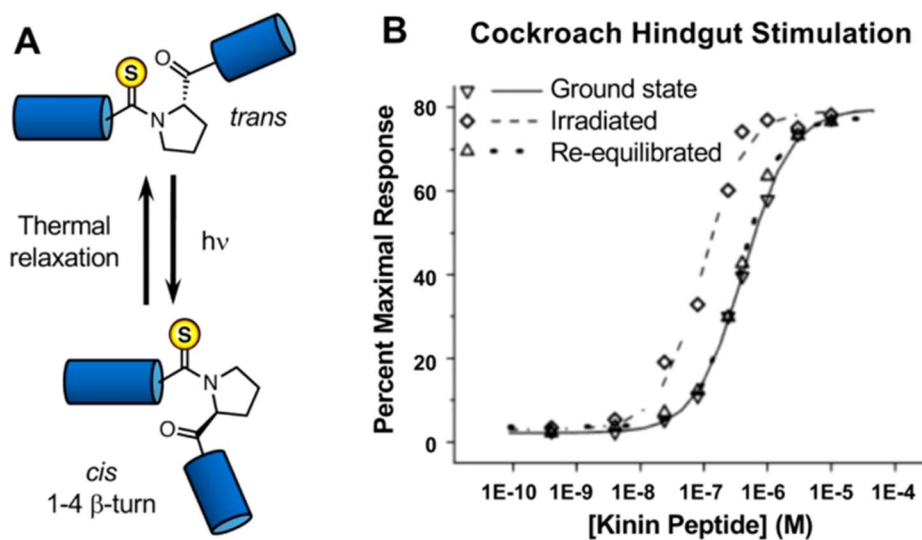 A
S
O
N
trans
Thermal
relaxation
hν
S
N
O
cis
1-4 β-turn
B
Cockroach Hindgut Stimulation
Ground state
Irradiated
Re-equilibrated
Percent Maximal Response
80
60
40
20
0
1E-10 1E-9 1E-8 1E-7 1E-6 1E-5 1E-4
[Kinin Peptide] (M)